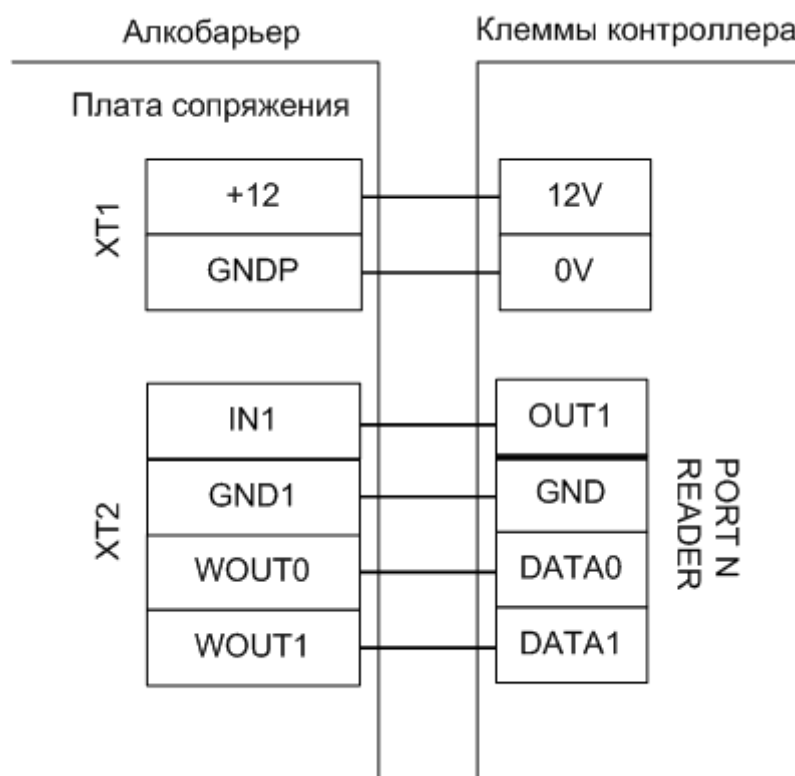 Алкобарьер
Клеммы контроллера
Плата сопряжения
XT1
+12
12V
GNDP
0V
XT2
IN1
OUT1
GND1
GND
WOUT0
DATA0
WOUT1
DATA1
PORT N
READER